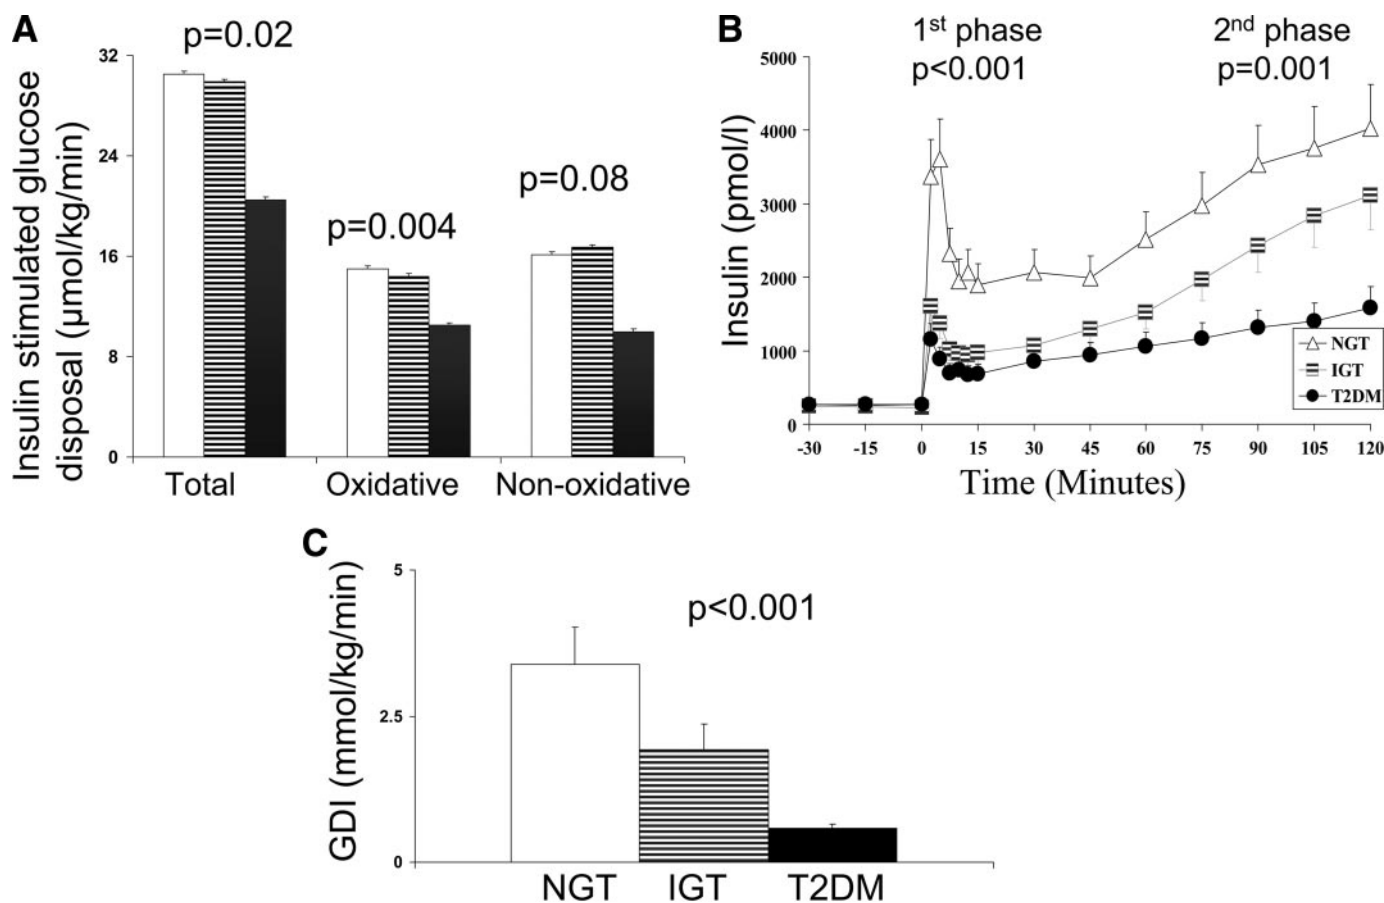 A
p=0.02
p=0.004
p=0.08
Insulin stimulated glucose
disposal (µmol/kg/min)
32
24
16
8
0
Total Oxidative Non-oxidative
B
1st phase
p<0.001
2nd phase
p=0.001
Insulin (pmol/l)
5000
4000
3000
2000
1000
0
NGT
IGT
T2DM
-30 -15 0 15 30 45 60 75 90 105 120
Time (Minutes)
C
p<0.001
GDI (mmol/kg/min)
5
2.5
0
NGT IGT T2DM